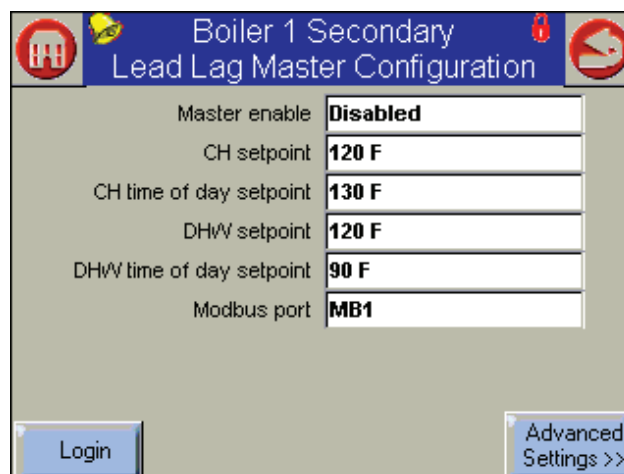 Boiler 1 Secondary
Lead Lag Master Configuration
Master enable Disabled
CH setpoint 120 F
CH time of day setpoint 130 F
DHW setpoint 120 F
DHW time of day setpoint 90 F
Modbus port MB1
Login
Advanced
Settings >>